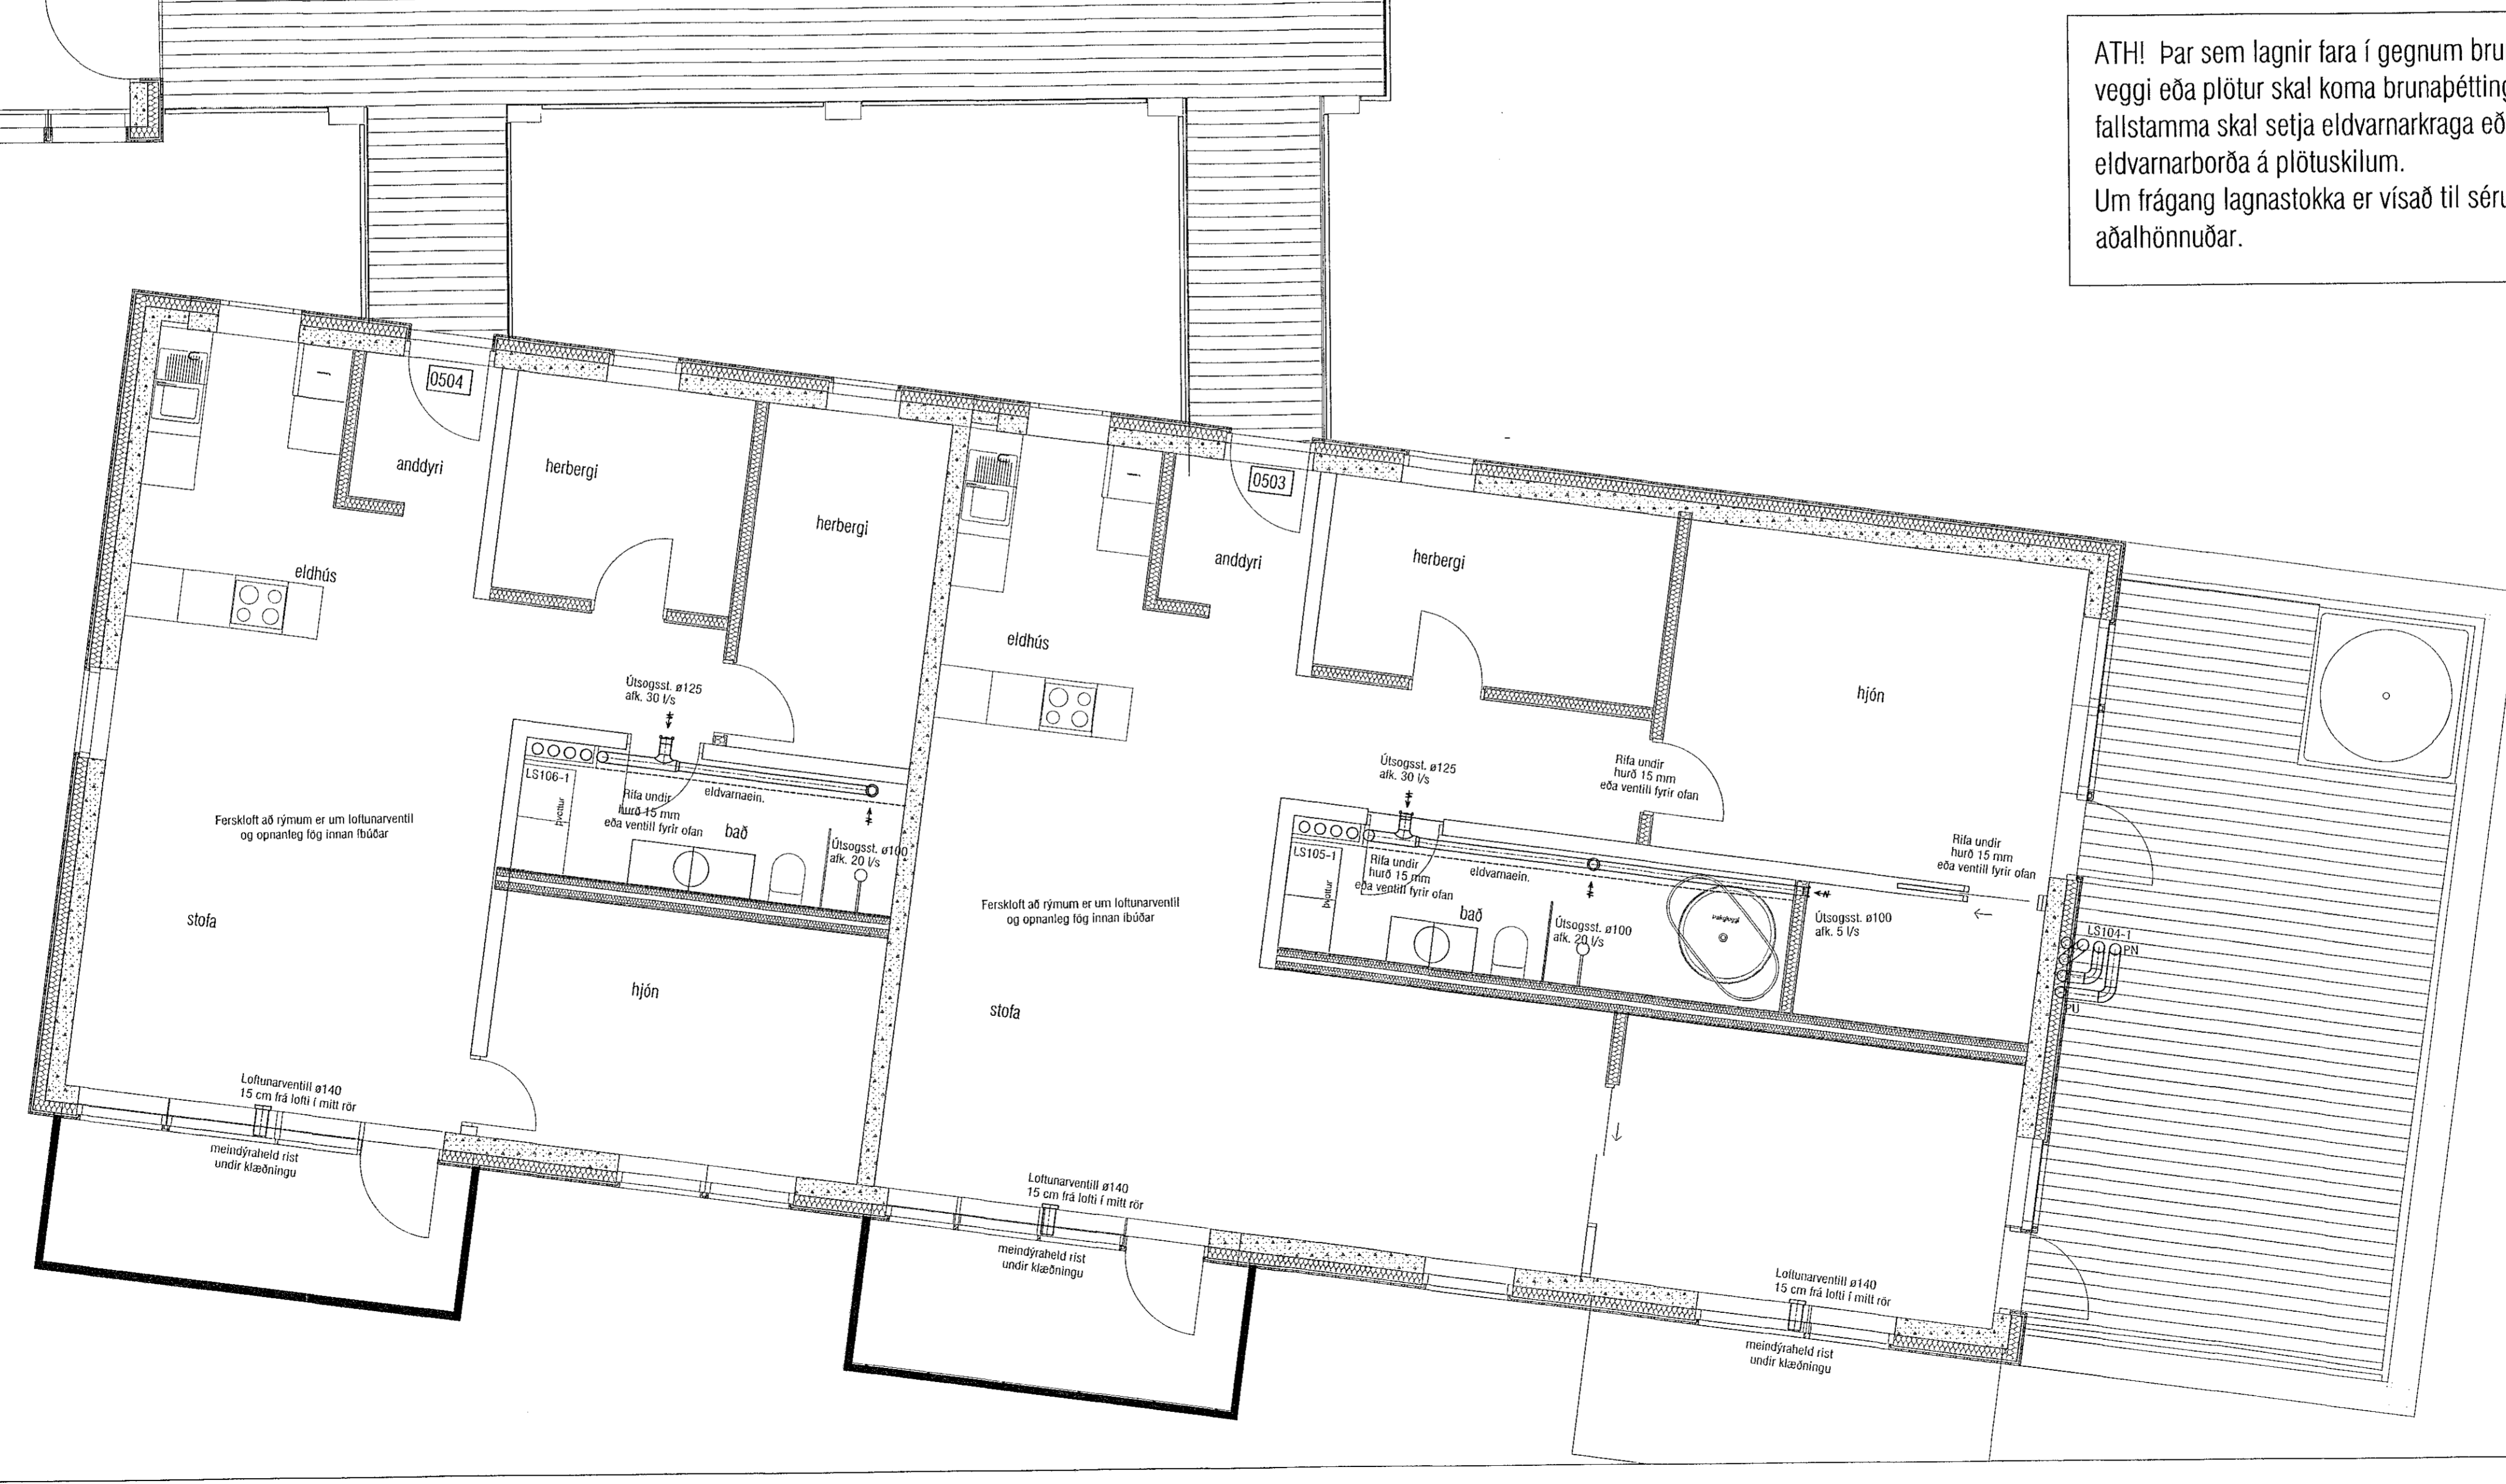 ATH! Þar sem lagnir fara í gegnum bru
veggi eða plötur skal koma brunaþétting
fallstamma skal setja eldvarnarkraga eð
eldvarnarborða á plötuskilum.
Um frágang lagnastokka er vísað til séru
aðalhönnuðar.
0504
anddyri
herbergi
herbergi
eldhús
Útsogsst. ø125
afk. 30 l/s
LS106-1
þvottur
Rifa undir
hurð 15 mm
eða ventill fyrir ofan
eldvarnaein.
bað
Útsogsst. ø100
afk. 20 l/s
Ferskloft að rýmum er um loftunarventil
og opnanleg fög innan íbúðar
stofa
hjón
Loftunarventill ø140
15 cm frá lofti í mitt rör
meindýraheld rist
undir klæðningu
0503
anddyri
herbergi
eldhús
hjón
Útsogsst. ø125
afk. 30 l/s
Rifa undir
hurð 15 mm
eða ventill fyrir ofan
LS105-1
þvottur
Rifa undir
hurð 15 mm
eða ventill fyrir ofan
eldvarnaein.
bað
Útsogsst. ø100
afk. 20 l/s
Rifa undir
hurð 15 mm
eða ventill fyrir ofan
Útsogsst. ø100
afk. 5 l/s
LS104-1
PN
PU
Ferskloft að rýmum er um loftunarventil
og opnanleg fög innan íbúðar
stofa
Loftunarventill ø140
15 cm frá lofti í mitt rör
meindýraheld rist
undir klæðningu
Loftunarventill ø140
15 cm frá lofti í mitt rör
meindýraheld rist
undir klæðningu